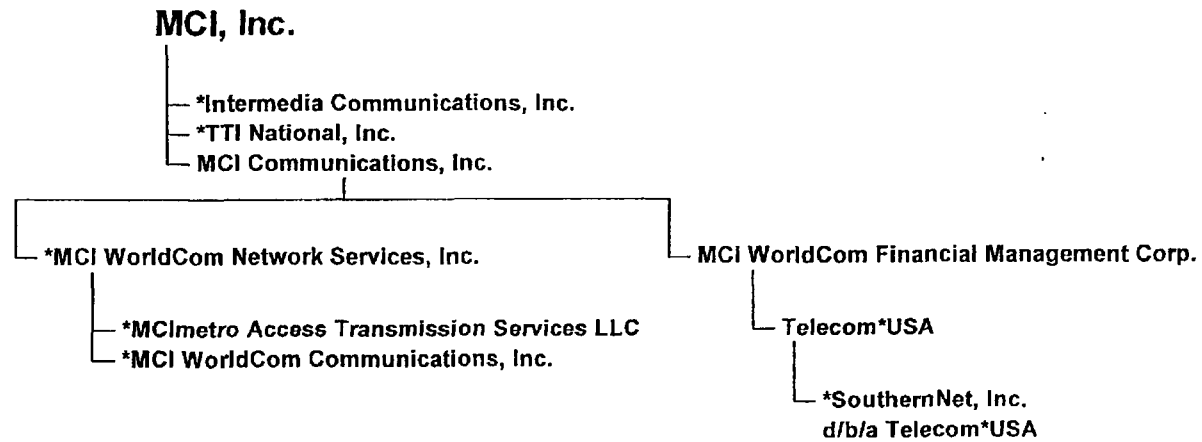 MCI, Inc.
*Intermedia Communications, Inc.
*TTI National, Inc.
MCI Communications, Inc.
*MCI WorldCom Network Services, Inc.
MCI WorldCom Financial Management Corp.
*MCImetro Access Transmission Services LLC
*MCI WorldCom Communications, Inc.
Telecom*USA
*SouthernNet, Inc.
d/b/a Telecom*USA